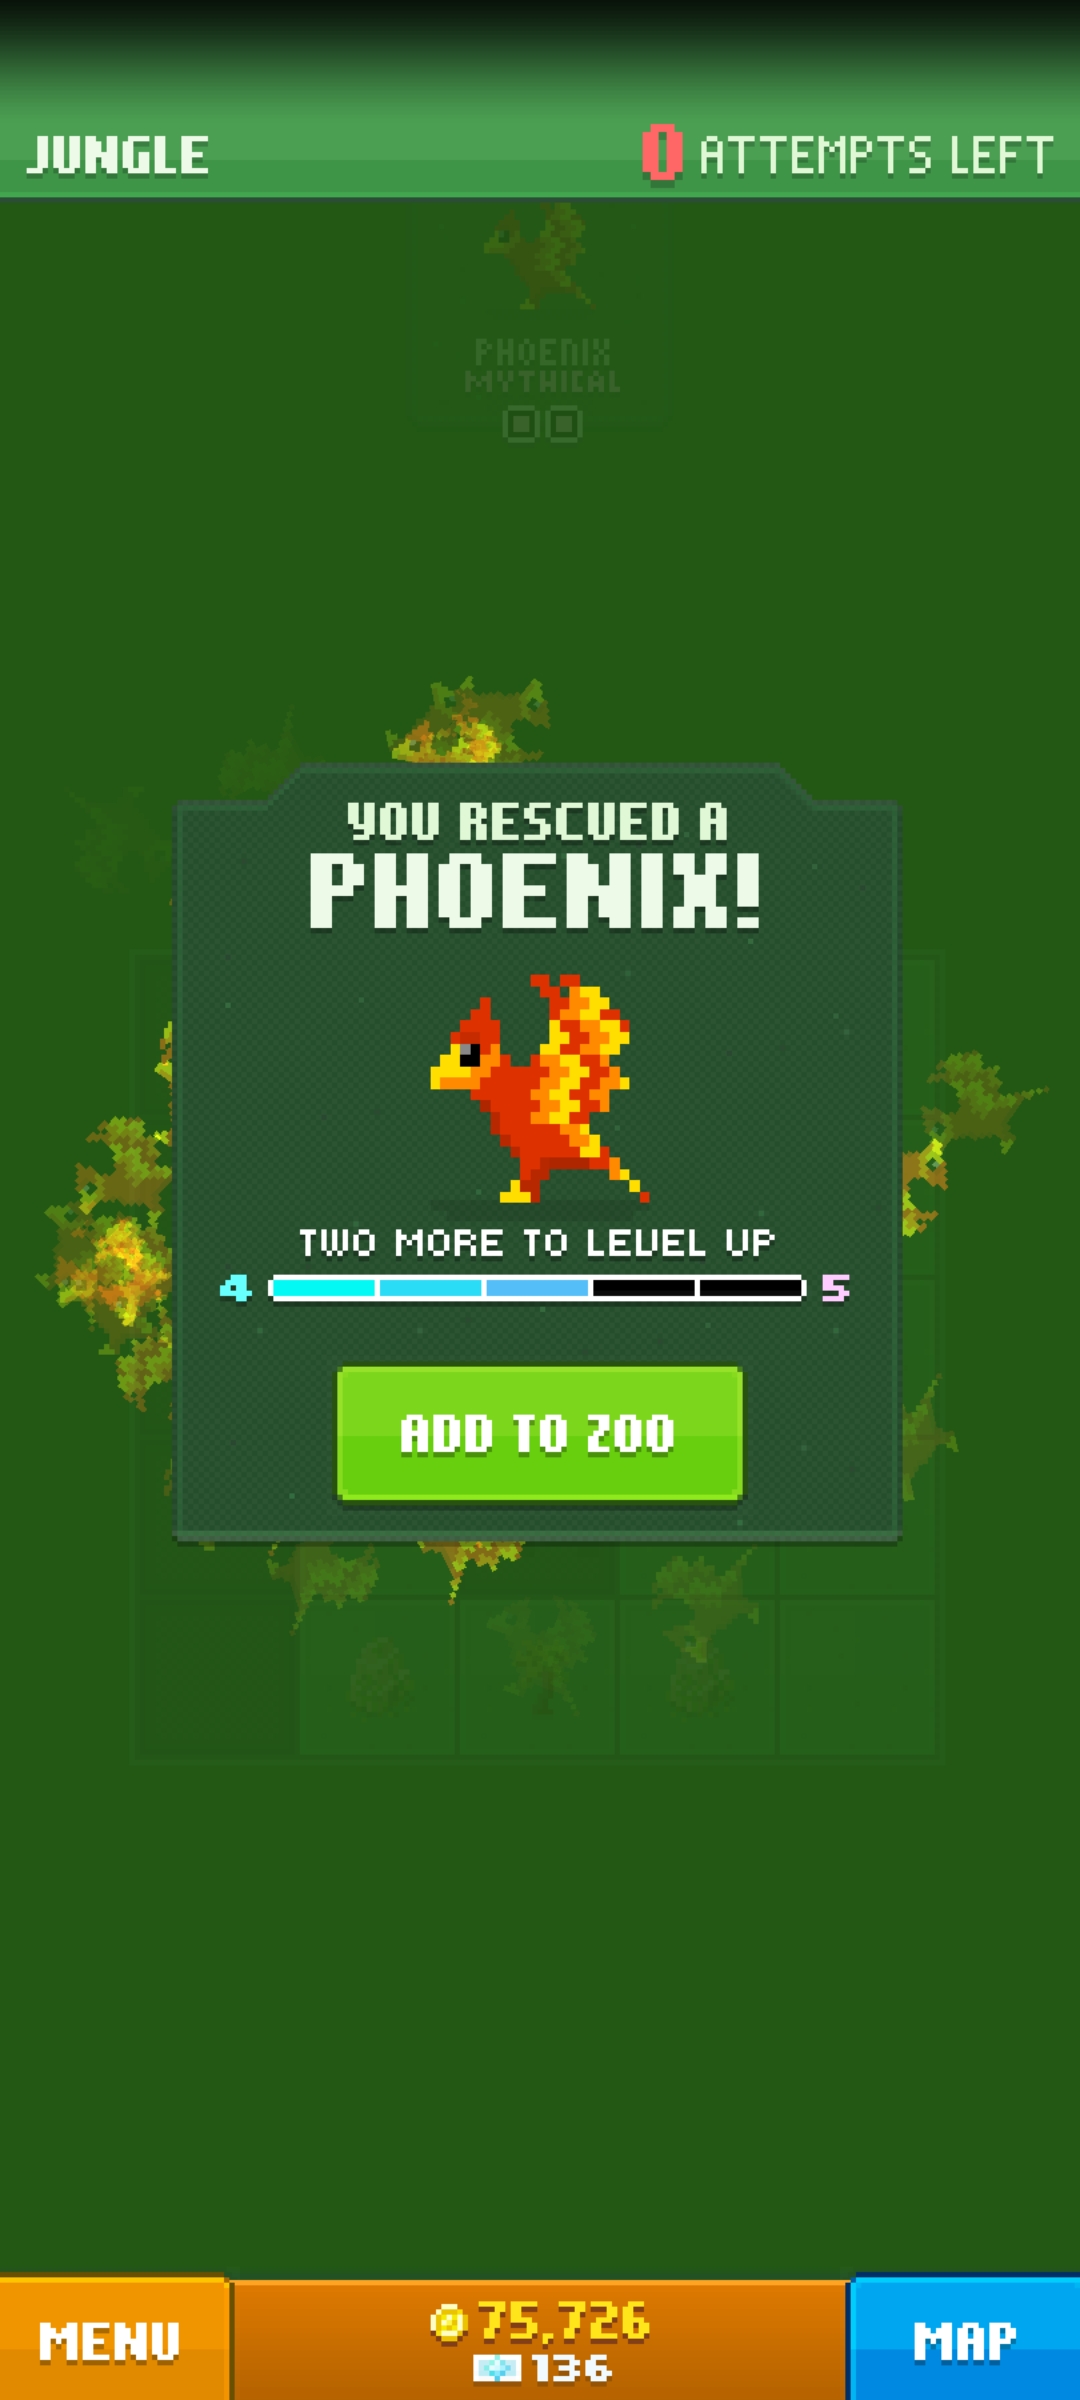 JUNGLE
0 ATTEMPTS LEFT
PHOENIX
MYTHICAL
YOU RESCUED A
PHOENIX!
TWO MORE TO LEVEL UP
4 5
ADD TO ZOO
MENU
75,726
136
MAP